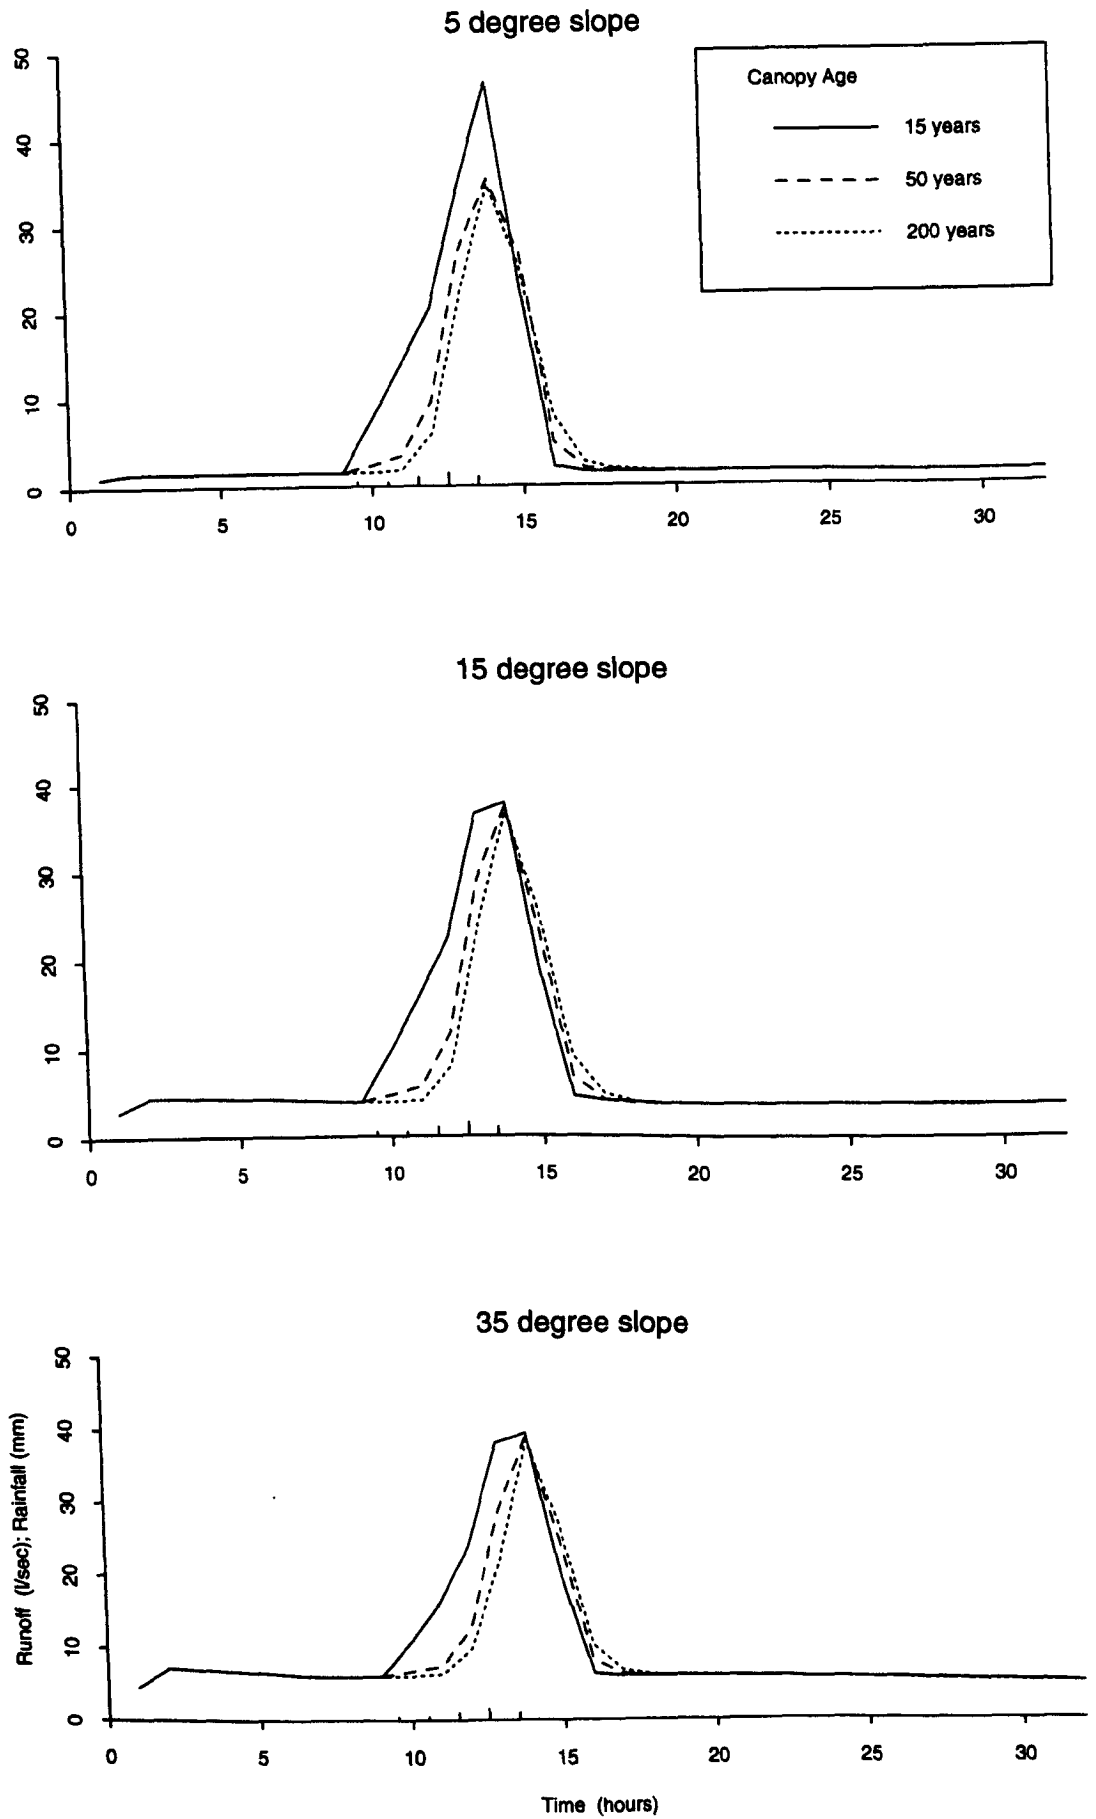 5 degree slope
Canopy Age
15 years
50 years
200 years
50
40
30
20
10
0
0 5 10 15 20 25 30
15 degree slope
50
40
30
20
10
0
0 5 10 15 20 25 30
35 degree slope
50
40
30
20
10
0
Runoff (l/sec); Rainfall (mm)
0 5 10 15 20 25 30
Time (hours)